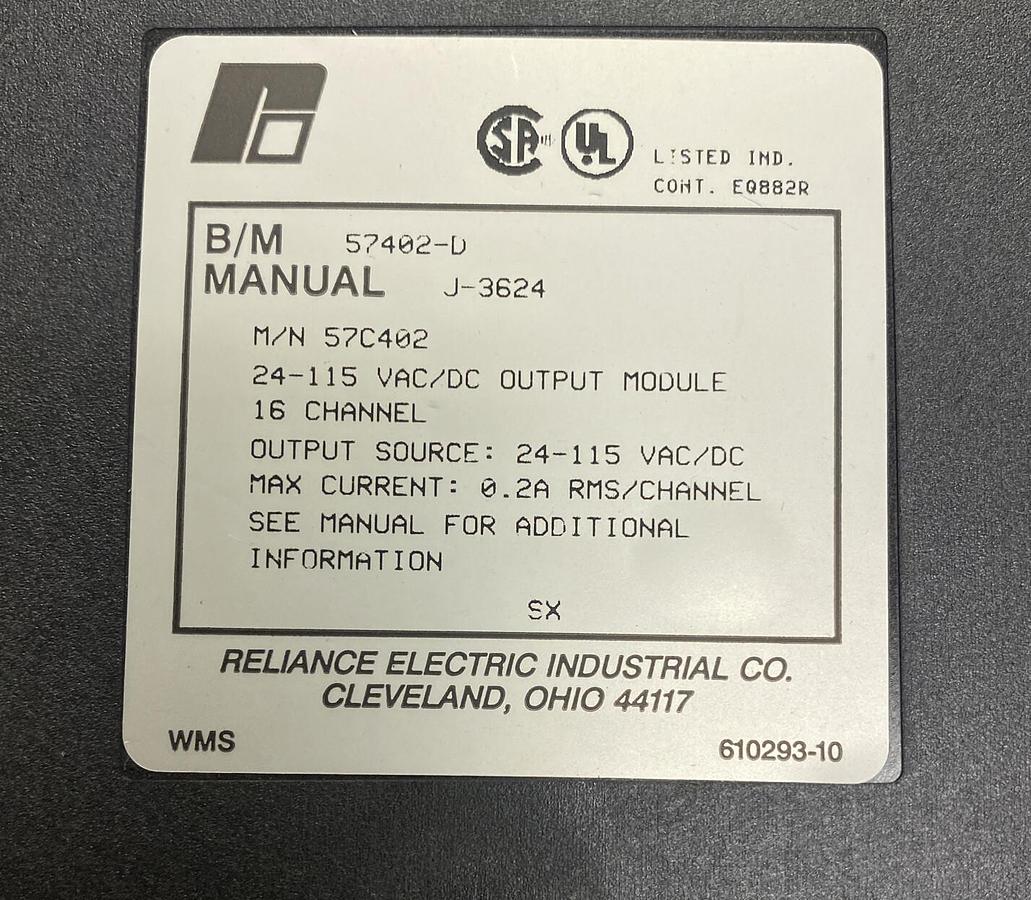 SA UL LISTED IND.
CONT. EQ882R
B/M 57402-D
MANUAL J-3624
M/N 57C402
24-115 VAC/DC OUTPUT MODULE
16 CHANNEL
OUTPUT SOURCE: 24-115 VAC/DC
MAX CURRENT: 0.2A RMS/CHANNEL
SEE MANUAL FOR ADDITIONAL
INFORMATION
SX
RELIANCE ELECTRIC INDUSTRIAL CO.
CLEVELAND, OHIO 44117
WMS 610293-10